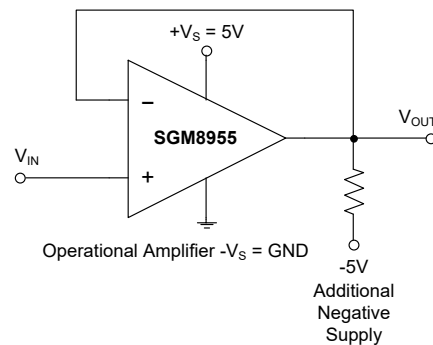 +VS = 5V
−
SGM8955
VOUT
VIN
+
Operational Amplifier -VS = GND
-5V
Additional
Negative
Supply